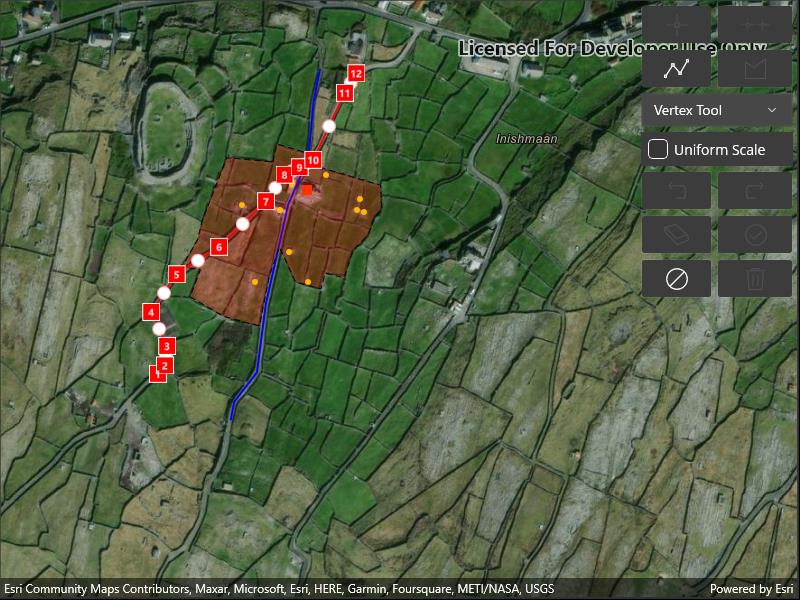 Licensed For Developer Use Only
Vertex Tool
Uniform Scale
Inishmaân
12
11
10
9
8
7
6
5
4
3
2
1
Esri Community Maps Contributors, Maxar, Microsoft, Esri, HERE, Garmin, Foursquare, METI/NASA, USGS
Powered by Esri